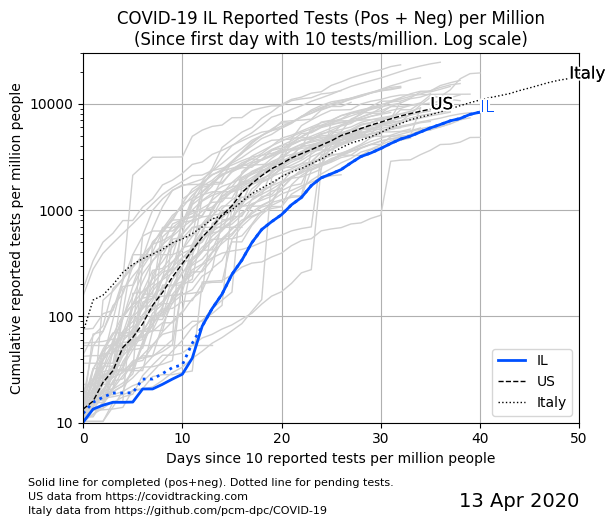 COVID-19 IL Reported Tests (Pos + Neg) per Million
(Since first day with 10 tests/million. Log scale)
Cumulative reported tests per million people
10000
1000
100
10
Italy
US
IL
IL
US
Italy
0
10
20
30
40
50
Days since 10 reported tests per million people
Solid line for completed (pos+neg). Dotted line for pending tests.
US data from https://covidtracking.com
Italy data from https://github.com/pcm-dpc/COVID-19
13 Apr 2020